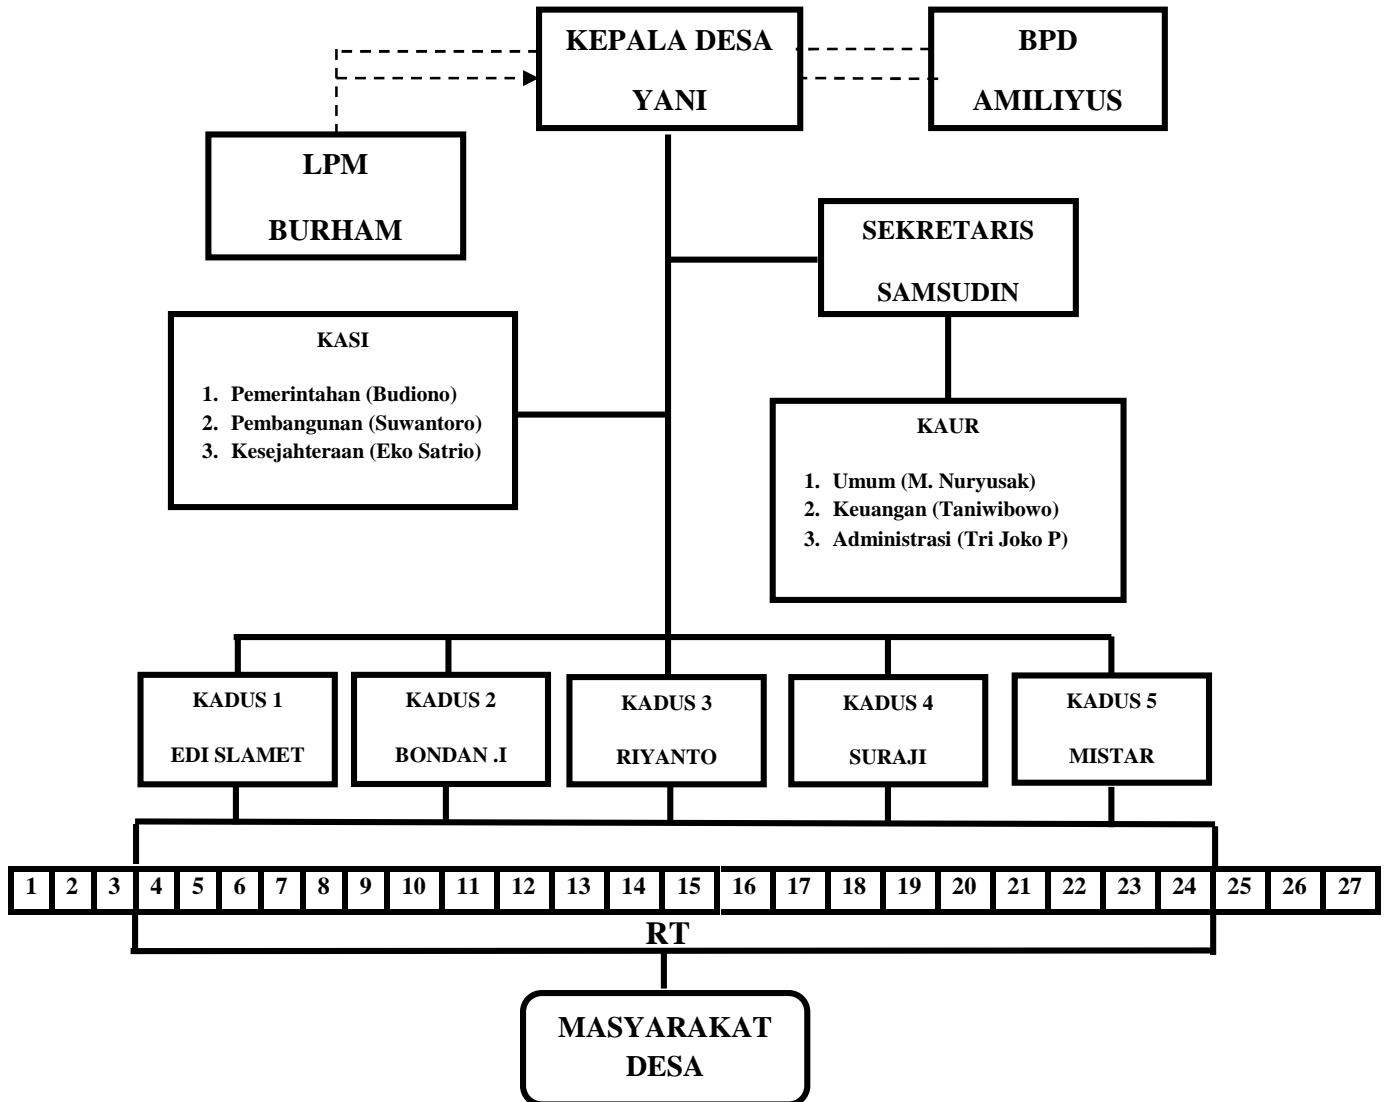 KEPALA DESA
YANI
BPD
AMILIYUS
LPM
BURHAM
SEKRETARIS
SAMSUDIN
KASI
1. Pemerintahan (Budiono)
2. Pembangunan (Suwantoro)
3. Kesejahteraan (Eko Satrio)
KAUR
1. Umum (M. Nuryusak)
2. Keuangan (Taniwibowo)
3. Administrasi (Tri Joko P)
KADUS 1
EDI SLAMET
KADUS 2
BONDAN .I
KADUS 3
RIYANTO
KADUS 4
SURAJI
KADUS 5
MISTAR
1 2 3 4 5 6 7 8 9 10 11 12 13 14 15 16 17 18 19 20 21 22 23 24 25 26 27
RT
MASYARAKAT
DESA